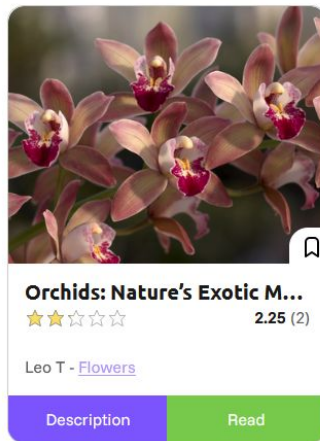 Orchids: Nature's Exotic M...
2.25 (2)
Leo T - Flowers
Description Read